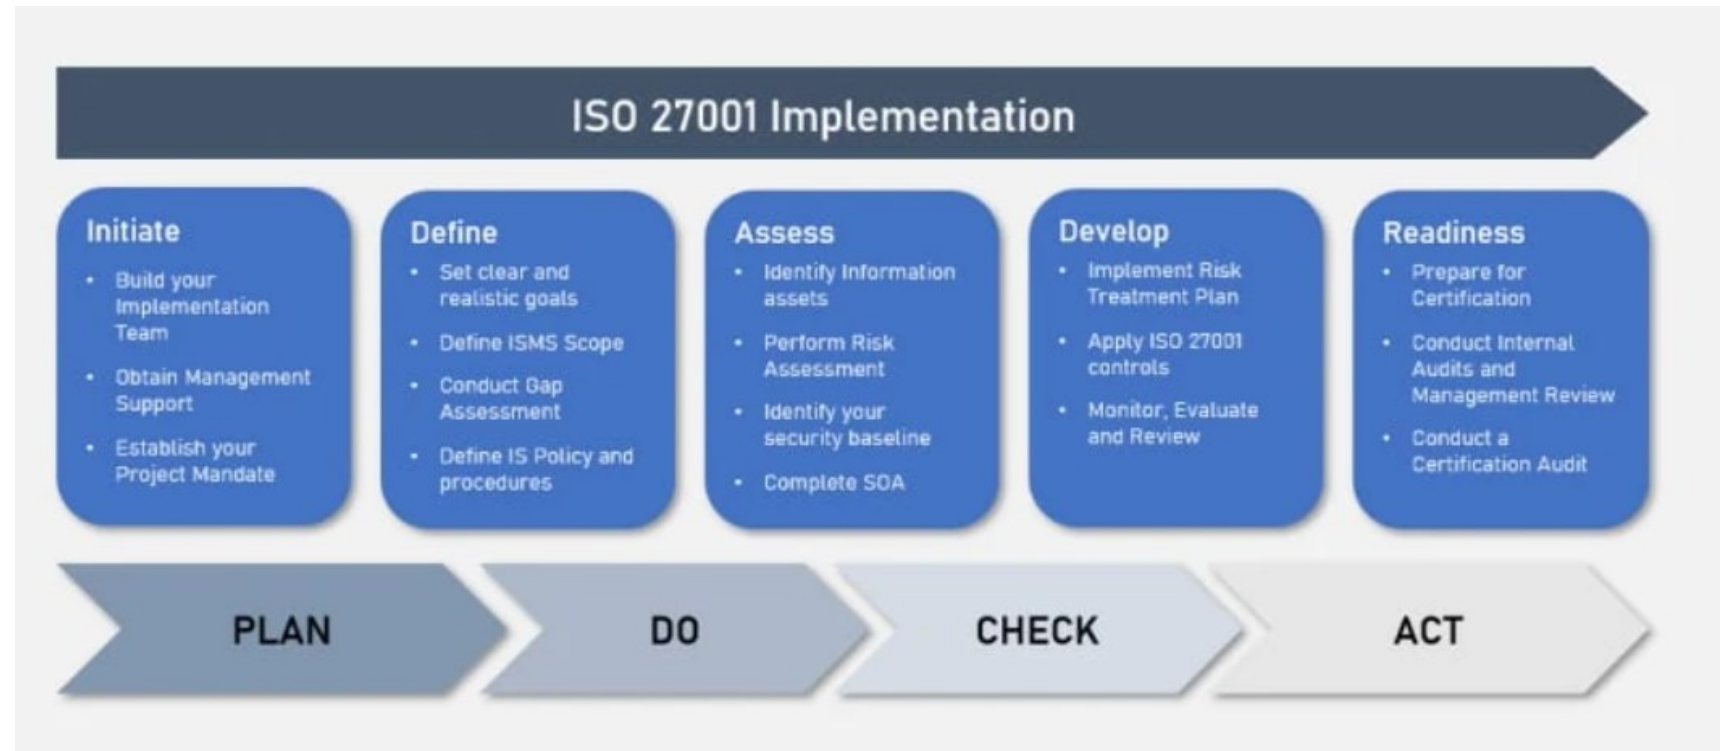 ISO 27001 Implementation
Initiate
• Build your
Implementation
Team
• Obtain Management
Support
• Establish your
Project Mandate
Define
• Set clear and
realistic goals
• Define ISMS Scope
• Conduct Gap
Assessment
• Define IS Policy and
procedures
Assess
• Identify Information
assets
• Perform Risk
Assessment
• Identify your
security baseline
• Complete SOA
Develop
• Implement Risk
Treatment Plan
• Apply ISO 27001
controls
• Monitor, Evaluate
and Review
Readiness
• Prepare for
Certification
• Conduct Internal
Audits and
Management Review
• Conduct a
Certification Audit
PLAN
DO
CHECK
ACT